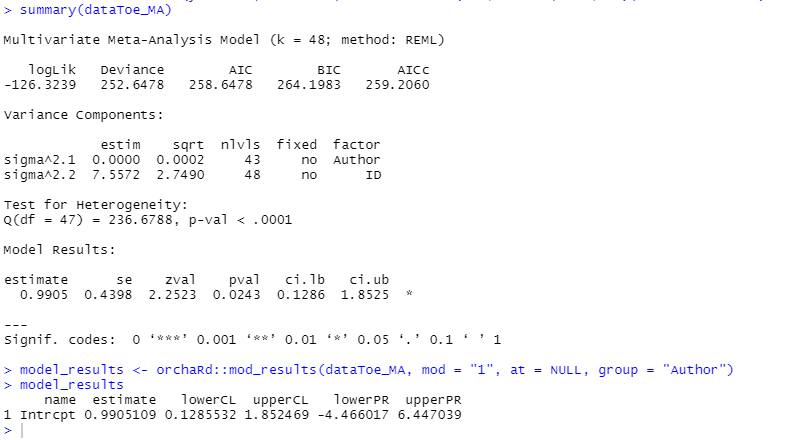 > summary(dataToe_MA)
Multivariate Meta-Analysis Model (k = 48; method: REML)
logLik Deviance AIC BIC AICc
-126.3239 252.6478 258.6478 264.1983 259.2060
Variance Components:
estim sqrt nlvls fixed factor
sigma^2.1 0.0000 0.0002 43 no Author
sigma^2.2 7.5572 2.7490 48 no ID
Test for Heterogeneity:
Q(df = 47) = 236.6788, p-val < .0001
Model Results:
estimate se zval pval ci.lb ci.ub
0.9905 0.4398 2.2523 0.0243 0.1286 1.8525 *
---
Signif. codes: 0 ‘***’ 0.001 ‘**’ 0.01 ‘*’ 0.05 ‘.’ 0.1 ‘ ’ 1
> model_results <- orchaRd::mod_results(dataToe_MA, mod = "1", at = NULL, group = "Author")
> model_results
name estimate lowerCL upperCL lowerPR upperPR
1 Intrcpt 0.9905109 0.1285532 1.852469 -4.466017 6.447039
>